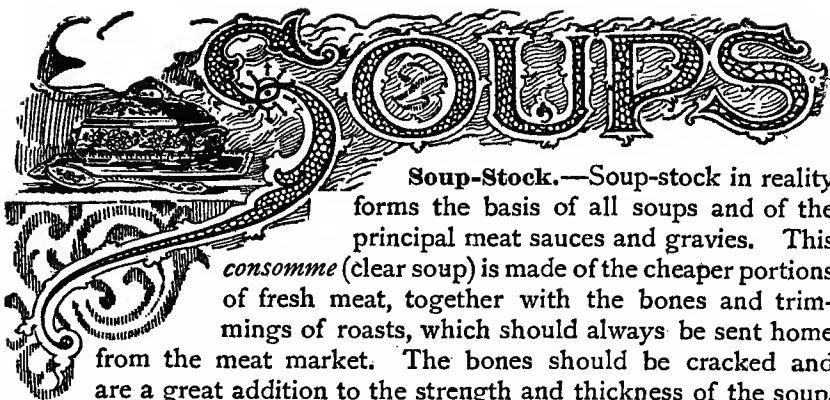 SOUPS
Soup-Stock.—Soup-stock in reality
forms the basis of all soups and of the
principal meat sauces and gravies. This
consomme (clear soup) is made of the cheaper portions
of fresh meat, together with the bones and trim-
mings of roasts, which should always be sent home
from the meat market. The bones should be cracked and
are a great addition to the strength and thickness of the soup.